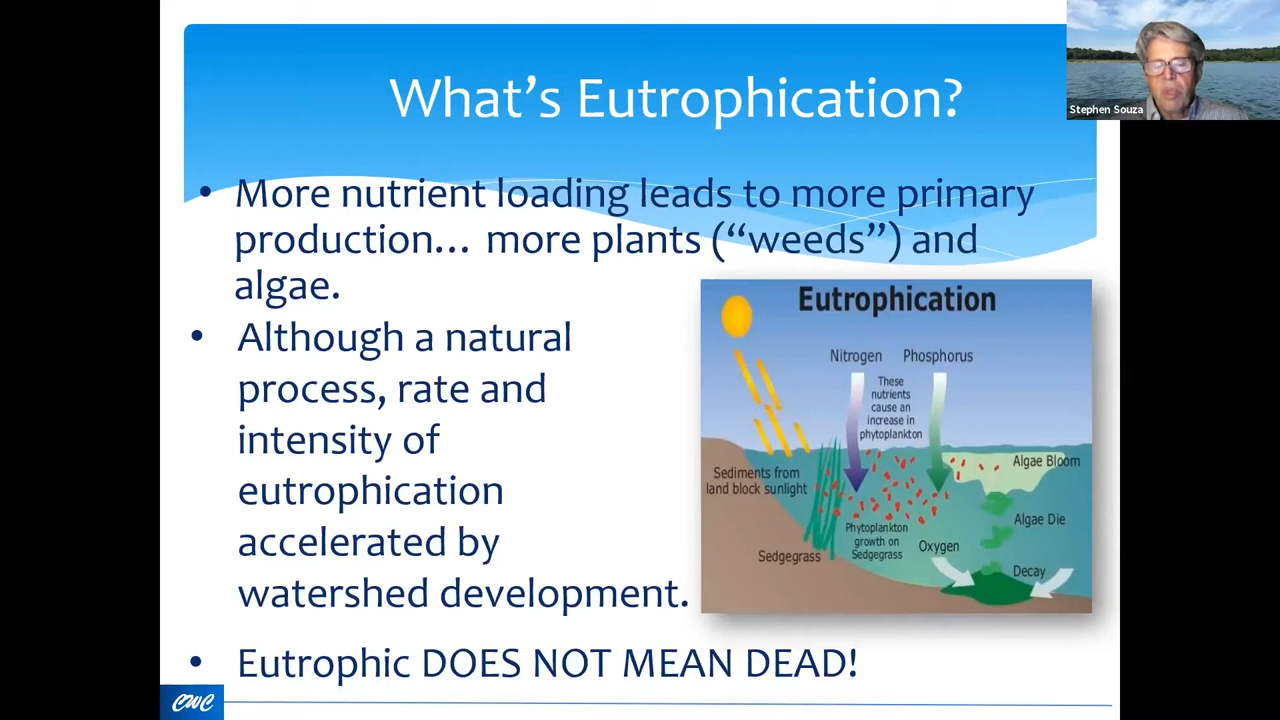 What's Eutrophication?
Stephen Souza
• More nutrient loading leads to more primary
production… more plants (“weeds”) and
algae.
• Although a natural
process, rate and
intensity of
eutrophication
accelerated by
watershed development.
• Eutrophic DOES NOT MEAN DEAD!
Eutrophication
Nitrogen Phosphorus
These
nutrients
cause an
increase in
phytoplankton
Sediments from
land block sunlight
Algae Bloom
Algae Die
Phytoplankton
growth on
Sedgegrass
Sedgegrass
Oxygen
Decay
CWC